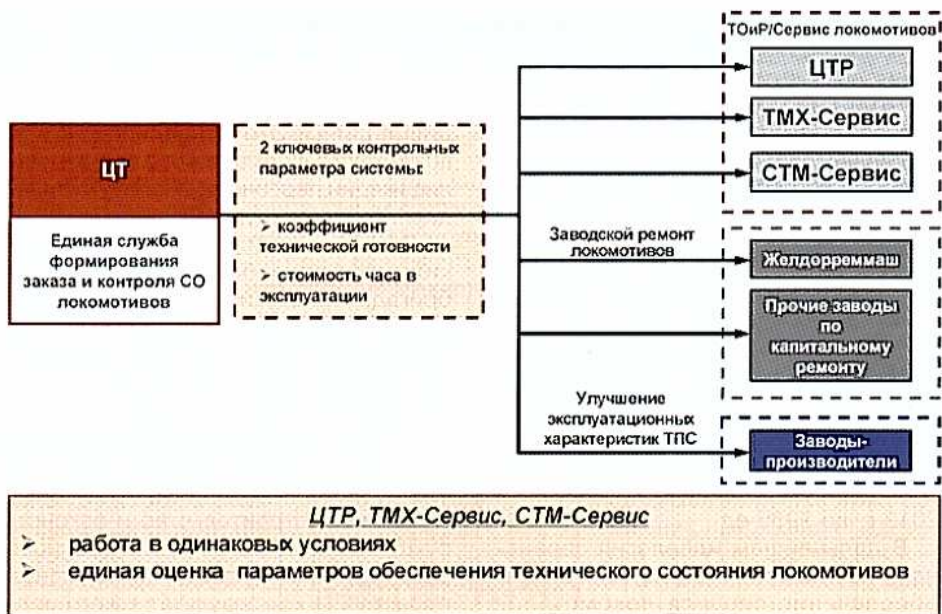 ЦТ
Единая служба
формирования
заказа и контроля СО
локомотивов
2 ключевых контрольных
параметра системы:
➢ коэффициент
технической готовности
➢ стоимость часа в
эксплуатации
ТОиР/Сервис локомотивов
ЦТР
ТМХ-Сервис
СТМ-Сервис
Заводской ремонт
локомотивов
Желдорреммаш
Прочие заводы
по
капитальному
ремонту
Улучшение
эксплуатационных
характеристик ТПС
Заводы-
производители
ЦТР, ТМХ-Сервис, СТМ-Сервис
➢ работа в одинаковых условиях
➢ единая оценка параметров обеспечения технического состояния локомотивов